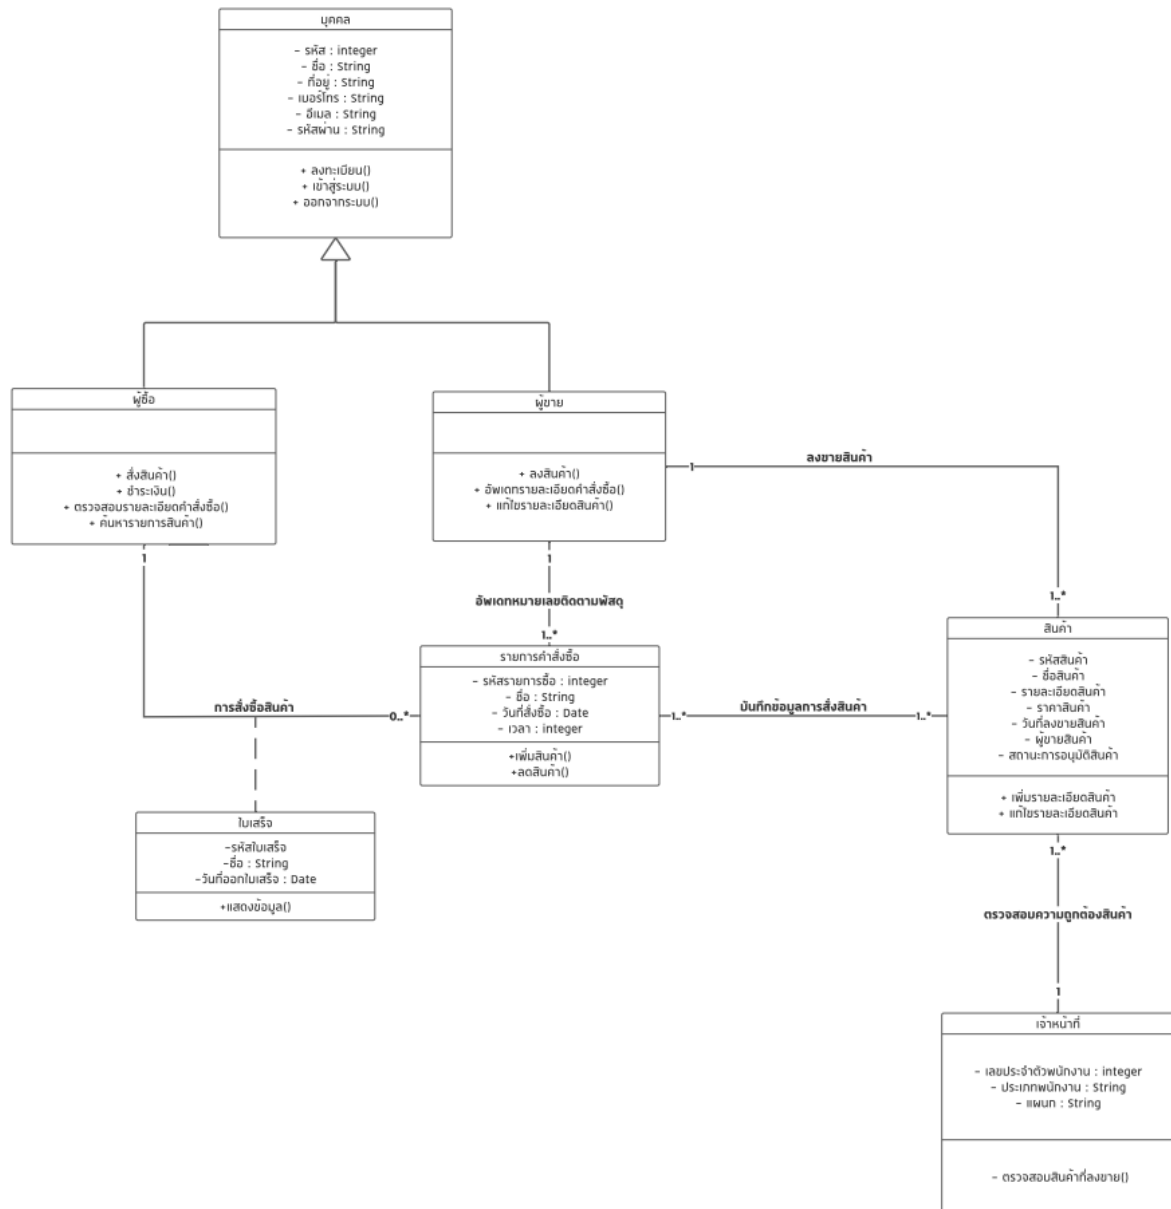 บุคคล
- รหัส : integer
- ชื่อ : String
- ที่อยู่ : String
- เบอร์โทร : String
- อีเมล : String
- รหัสผ่าน : String
+ ลงทะเบียน()
+ เข้าสู่ระบบ()
+ ออกจากระบบ()
ผู้ซื้อ
+ สั่งสินค้า()
+ ชำระเงิน()
+ ตรวจสอบรายละเอียดคำสั่งซื้อ()
+ ค้นหารายการสินค้า()
1
ผู้ขาย
+ ลงสินค้า()
+ อัพเดทรายละเอียดคำสั่งซื้อ()
+ แก้ไขรายละเอียดสินค้า()
1
ลงขายสินค้า
1..*
1
อัพเดทหมายเลขติดตามพัสดุ
1..*
สินค้า
- รหัสสินค้า
- ชื่อสินค้า
- รายละเอียดสินค้า
- ราคาสินค้า
- วันที่ลงขายสินค้า
- ผู้ขายสินค้า
- สถานะการอนุมัติสินค้า
+ เพิ่มรายละเอียดสินค้า
+ แก้ไขรายละเอียดสินค้า
รายการคำสั่งซื้อ
- รหัสรายการซื้อ : integer
- ชื่อ : String
- วันที่สั่งซื้อ : Date
- เวลา : integer
+เพิ่มสินค้า()
+ลดสินค้า()
การสั่งซื้อสินค้า
0..*
1..*
บันทึกข้อมูลการสั่งสินค้า
1..*
ใบเสร็จ
-รหัสใบเสร็จ
-ชื่อ : String
-วันที่ออกใบเสร็จ : Date
+แสดงข้อมูล()
1..*
ตรวจสอบความถูกต้องสินค้า
1
เจ้าหน้าที่
- เลขประจำตัวพนักงาน : integer
- ประเภทพนักงาน : String
- แผนก : String
- ตรวจสอบสินค้าที่ลงขาย()